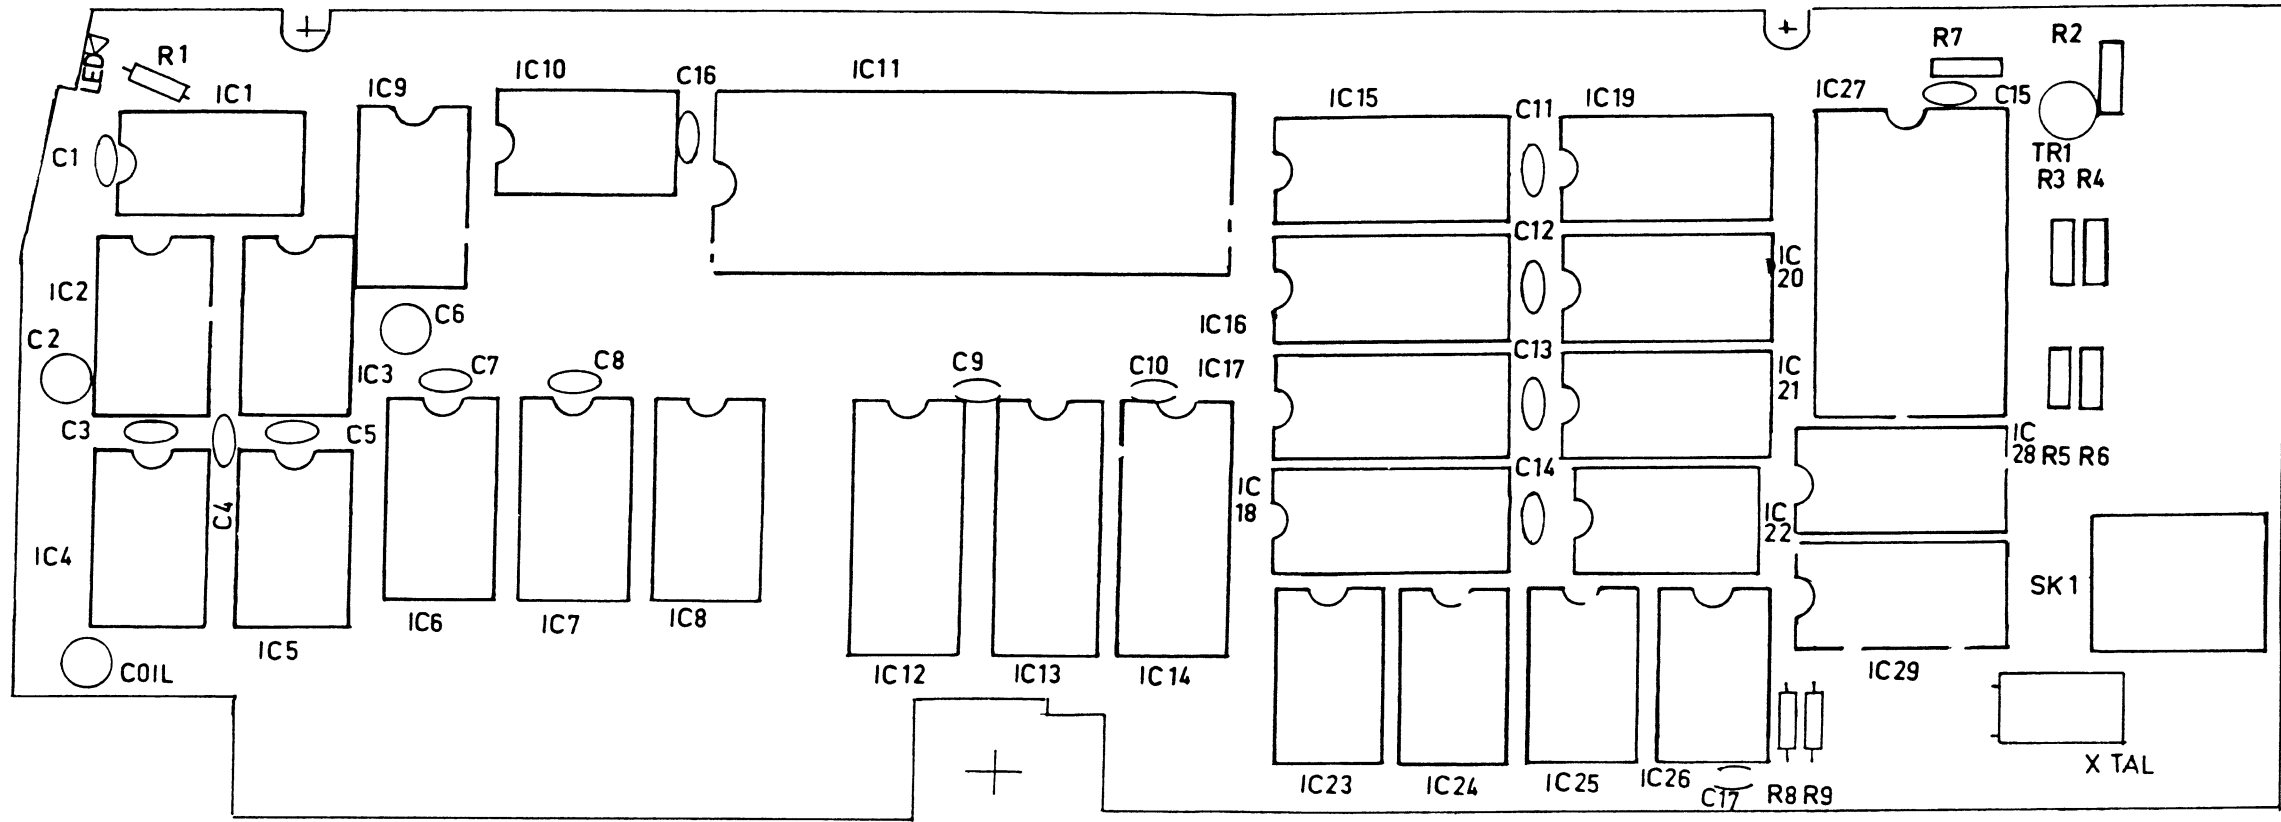 LED
R1
IC1
C1
IC9
IC10
C16
IC11
IC15
C11
IC19
IC27
R7
C15
R2
TR1
R3 R4
IC2
C2
IC3
C6
C7
C8
C9
C10
IC16
IC17
C12
IC
20
C13
IC
21
C3
C4
C5
IC
18
C14
IC
22
IC
28
R5 R6
IC4
IC5
IC6
IC7
IC8
COIL
IC12
IC13
IC14
SK1
IC29
IC23
IC24
IC25
IC26
C17
R8 R9
X TAL